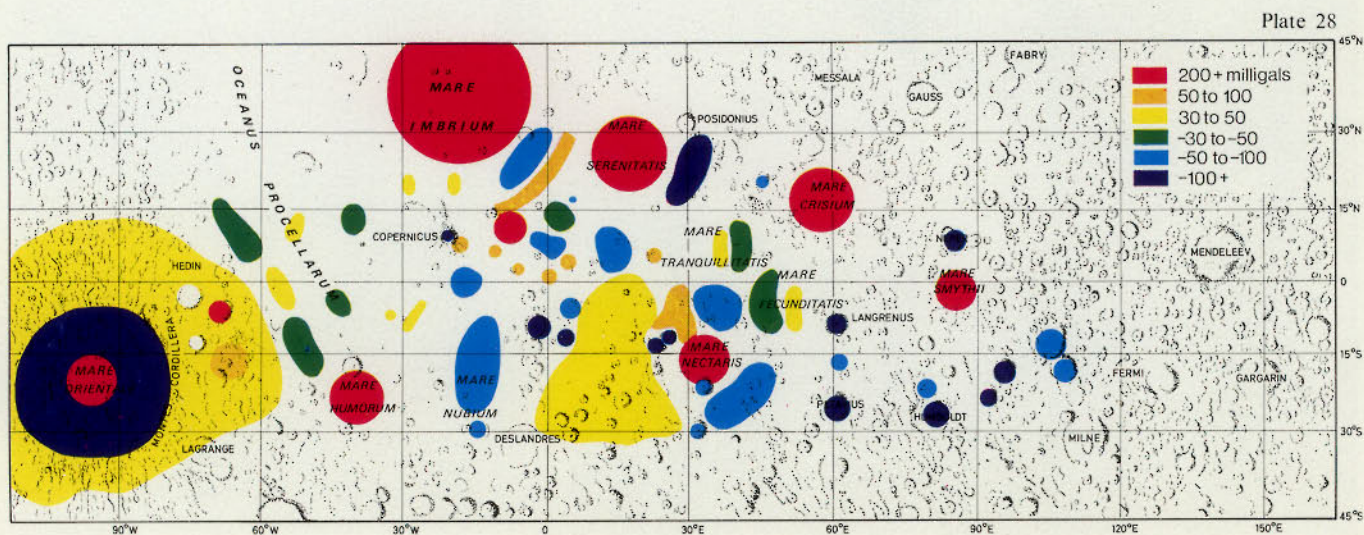 Plate 28
45°N
FABRY
200+ milligals
50 to 100
30 to 50
-30 to -50
-50 to -100
-100+
OCEANUS
PROCELLARUM
MARE
IMBRIUM
MESSALA
GAUSS
POSIDONIUS
30°N
MARE
SERENITATIS
MARE
CRISIUM
15°N
COPERNICUS
MARE
TRANQUILLITATIS
MENDELEEV
HEDIN
MARE
FECUNDITATIS
MARE
SMYTHII
0
LANGRENUS
MONTES CORDILLERA
MARE
NECTARIS
15°S
MARE
ORIENTALE
MARE
HUMORUM
MARE
NUBIUM
FERMI
GAGARIN
HUMBOLDT
DESLANDRES
MILNE
30°S
LAGRANGE
45°S
90°W
60°W
30°W
0
30°E
60°E
90°E
120°E
150°E